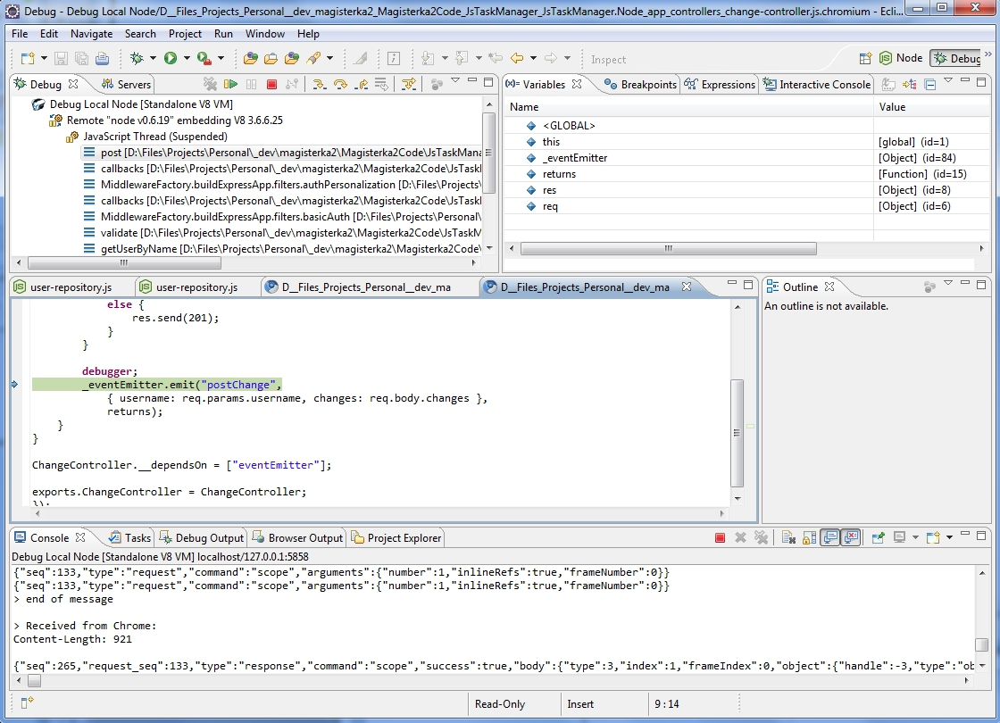 Debug - Debug Local Node/D__Files_Projects_Personal__dev_magisterka2_Magisterka2Code_JsTaskManager_JsTaskManager.Node_app_controllers_change-controller.js.chromium - Ecli...
File Edit Navigate Search Project Run Window Help
Inspect
Node
Debug
Debug
Servers
Debug Local Node [Standalone V8 VM]
Remote "node v0.6.19" embedding V8 3.6.6.25
JavaScript Thread (Suspended)
post [D:\Files\Projects\Personal\_dev\magisterka2\Magisterka2Code\JsTaskMana
callbacks [D:\Files\Projects\Personal\_dev\magisterka2\Magisterka2Code\JsTaskI
MiddlewareFactory.buildExpressApp.filters.authPersonalization [D:\Files\Projects
callbacks [D:\Files\Projects\Personal\_dev\magisterka2\Magisterka2Code\JsTaskI
MiddlewareFactory.buildExpressApp.filters.basicAuth [D:\Files\Projects\Personal\
validate [D:\Files\Projects\Personal\_dev\magisterka2\Magisterka2Code\JsTaskM
getUserByName [D:\Files\Projects\Personal\_dev\magisterka2\Magisterka2Code\
Variables
Breakpoints
Expressions
Interactive Console
Name Value
<GLOBAL>
this [global] (id=1)
_eventEmitter [Object] (id=84)
returns [Function] (id=15)
res [Object] (id=8)
req [Object] (id=6)
user-repository.js
user-repository.js
D__Files_Projects_Personal__dev_ma
D__Files_Projects_Personal__dev_ma
else {
res.send(201);
}
}
debugger;
_eventEmitter.emit("postChange",
{ username: req.params.username, changes: req.body.changes },
returns);
}
}
ChangeController.__dependsOn = ["eventEmitter"];
exports.ChangeController = ChangeController;
});
Outline
An outline is not available.
Console
Tasks
Debug Output
Browser Output
Project Explorer
Debug Local Node [Standalone V8 VM] localhost/127.0.0.1:5858
{"seq":133,"type":"request","command":"scope","arguments":{"number":1,"inlineRefs":true,"frameNumber":0}}
{"seq":133,"type":"request","command":"scope","arguments":{"number":1,"inlineRefs":true,"frameNumber":0}}
> end of message
> Received from Chrome:
Content-Length: 921
{"seq":265,"request_seq":133,"type":"response","command":"scope","success":true,"body":{"type":3,"index":1,"frameIndex":0,"object":{"handle":-3,"type":"ob
Read-Only
Insert
9 : 14